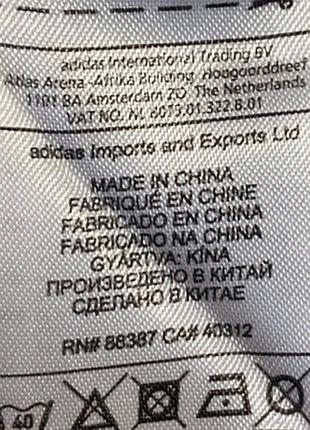 adidas International Trading BV
Atlas Arena -Afrika Building Hoogoorddreef
1101 BA Amsterdam ZO The Netherlands
VAT NO. NL 8073.01.322.B.01
adidas Imports and Exports Ltd
MADE IN CHINA
FABRIQUÉ EN CHINE
FABRICADO EN CHINA
FABRICADO NA CHINA
GYÁRTVA: KÍNA
ПРОИЗВЕДЕНО В КИТАЙ
СДЕЛАНО В КИТАЕ
RN# 88387 CA# 40312
40